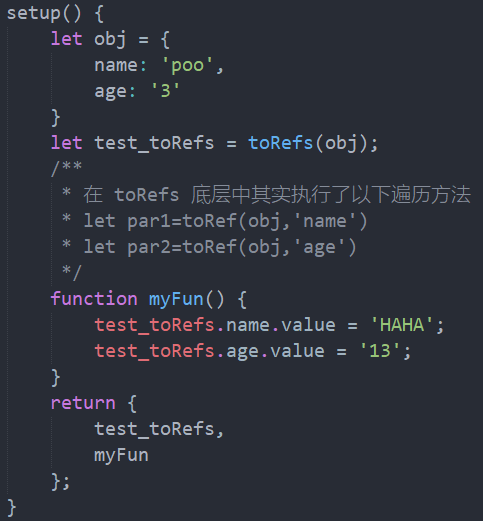 setup() {
    let obj = {
        name: 'poo',
        age: '3'
    }
    let test_toRefs = toRefs(obj);
    /**
     * 在 toRefs 底层中其实执行了以下遍历方法
     * let par1=toRef(obj,'name')
     * let par2=toRef(obj,'age')
     */
    function myFun() {
        test_toRefs.name.value = 'HAHA';
        test_toRefs.age.value = '13';
    }
    return {
        test_toRefs,
        myFun
    };
}